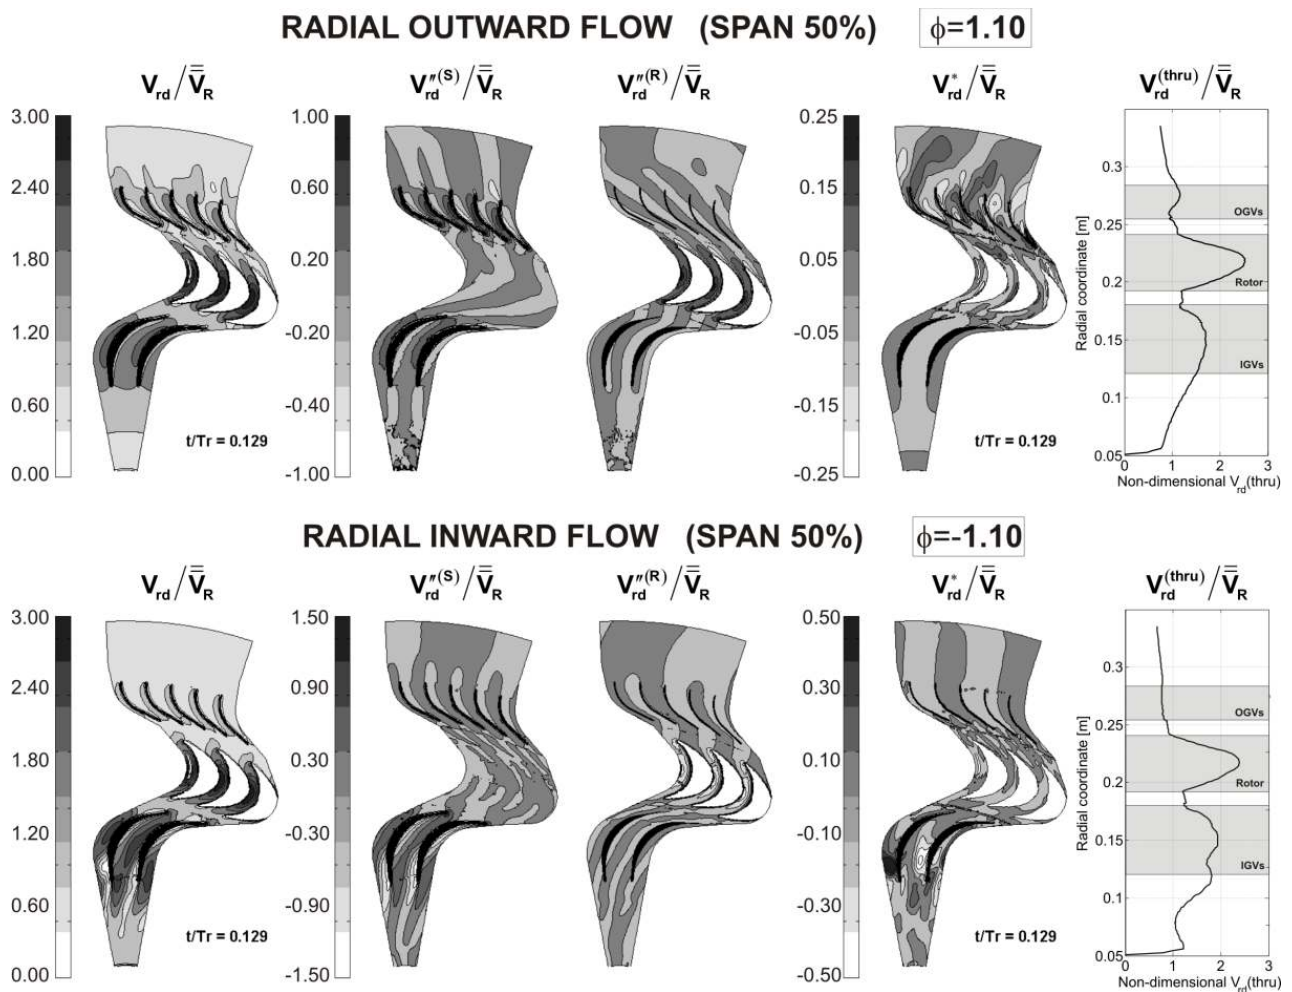 RADIAL OUTWARD FLOW (SPAN 50%) ϕ=1.10
V_rd / V̿_R V″_rd^(S) / V̿_R V″_rd^(R) / V̿_R V*_rd / V̿_R V_rd^(thru) / V̿_R
3.00
2.40
1.80
1.20
0.60
0.00
t/Tr = 0.129
1.00
0.60
0.20
-0.20
-0.40
-1.00
0.25
0.15
0.05
-0.05
-0.15
-0.25
t/Tr = 0.129
Radial coordinate [m]
0.3
0.25
0.2
0.15
0.1
0.05
OGVs
Rotor
IGVs
0 1 2 3
Non-dimensional V_rd(thru)
RADIAL INWARD FLOW (SPAN 50%) ϕ=-1.10
V_rd / V̿_R V″_rd^(S) / V̿_R V″_rd^(R) / V̿_R V*_rd / V̿_R V_rd^(thru) / V̿_R
3.00
2.40
1.80
1.20
0.60
0.00
t/Tr = 0.129
1.50
0.90
0.30
-0.30
-0.90
-1.50
0.50
0.30
0.10
-0.10
-0.30
-0.50
t/Tr = 0.129
Radial coordinate [m]
0.3
0.25
0.2
0.15
0.1
0.05
OGVs
Rotor
IGVs
0 1 2 3
Non-dimensional V_rd(thru)